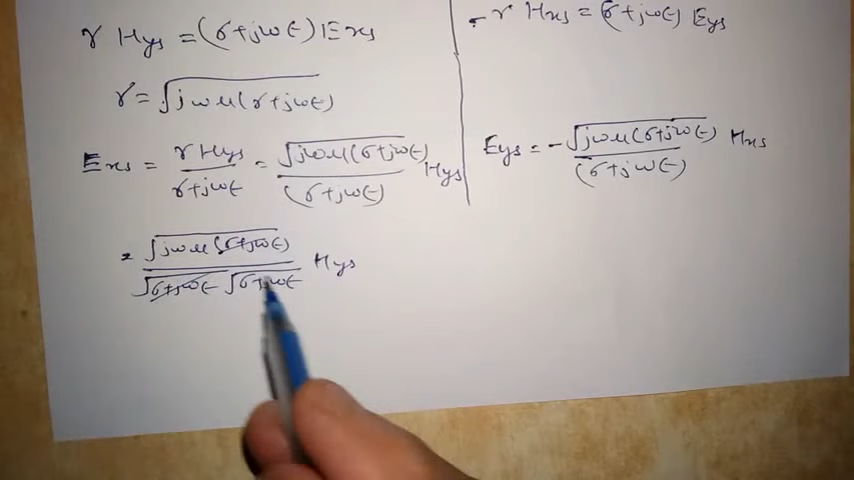 γ Hys = (σ+jωϵ) Exs
γ = √jωμ(σ+jωϵ)
Exs = γ Hys / σ+jωϵ = √jωμ(σ+jωϵ) / (σ+jωϵ) Hys
= √jωμ(σ+jωϵ) / √σ+jωϵ √σ+jωϵ Hys
-γ Hxs = (σ+jωϵ) Eys
Eys = -√jωμ(σ+jωϵ) / (σ+jωϵ) Hxs